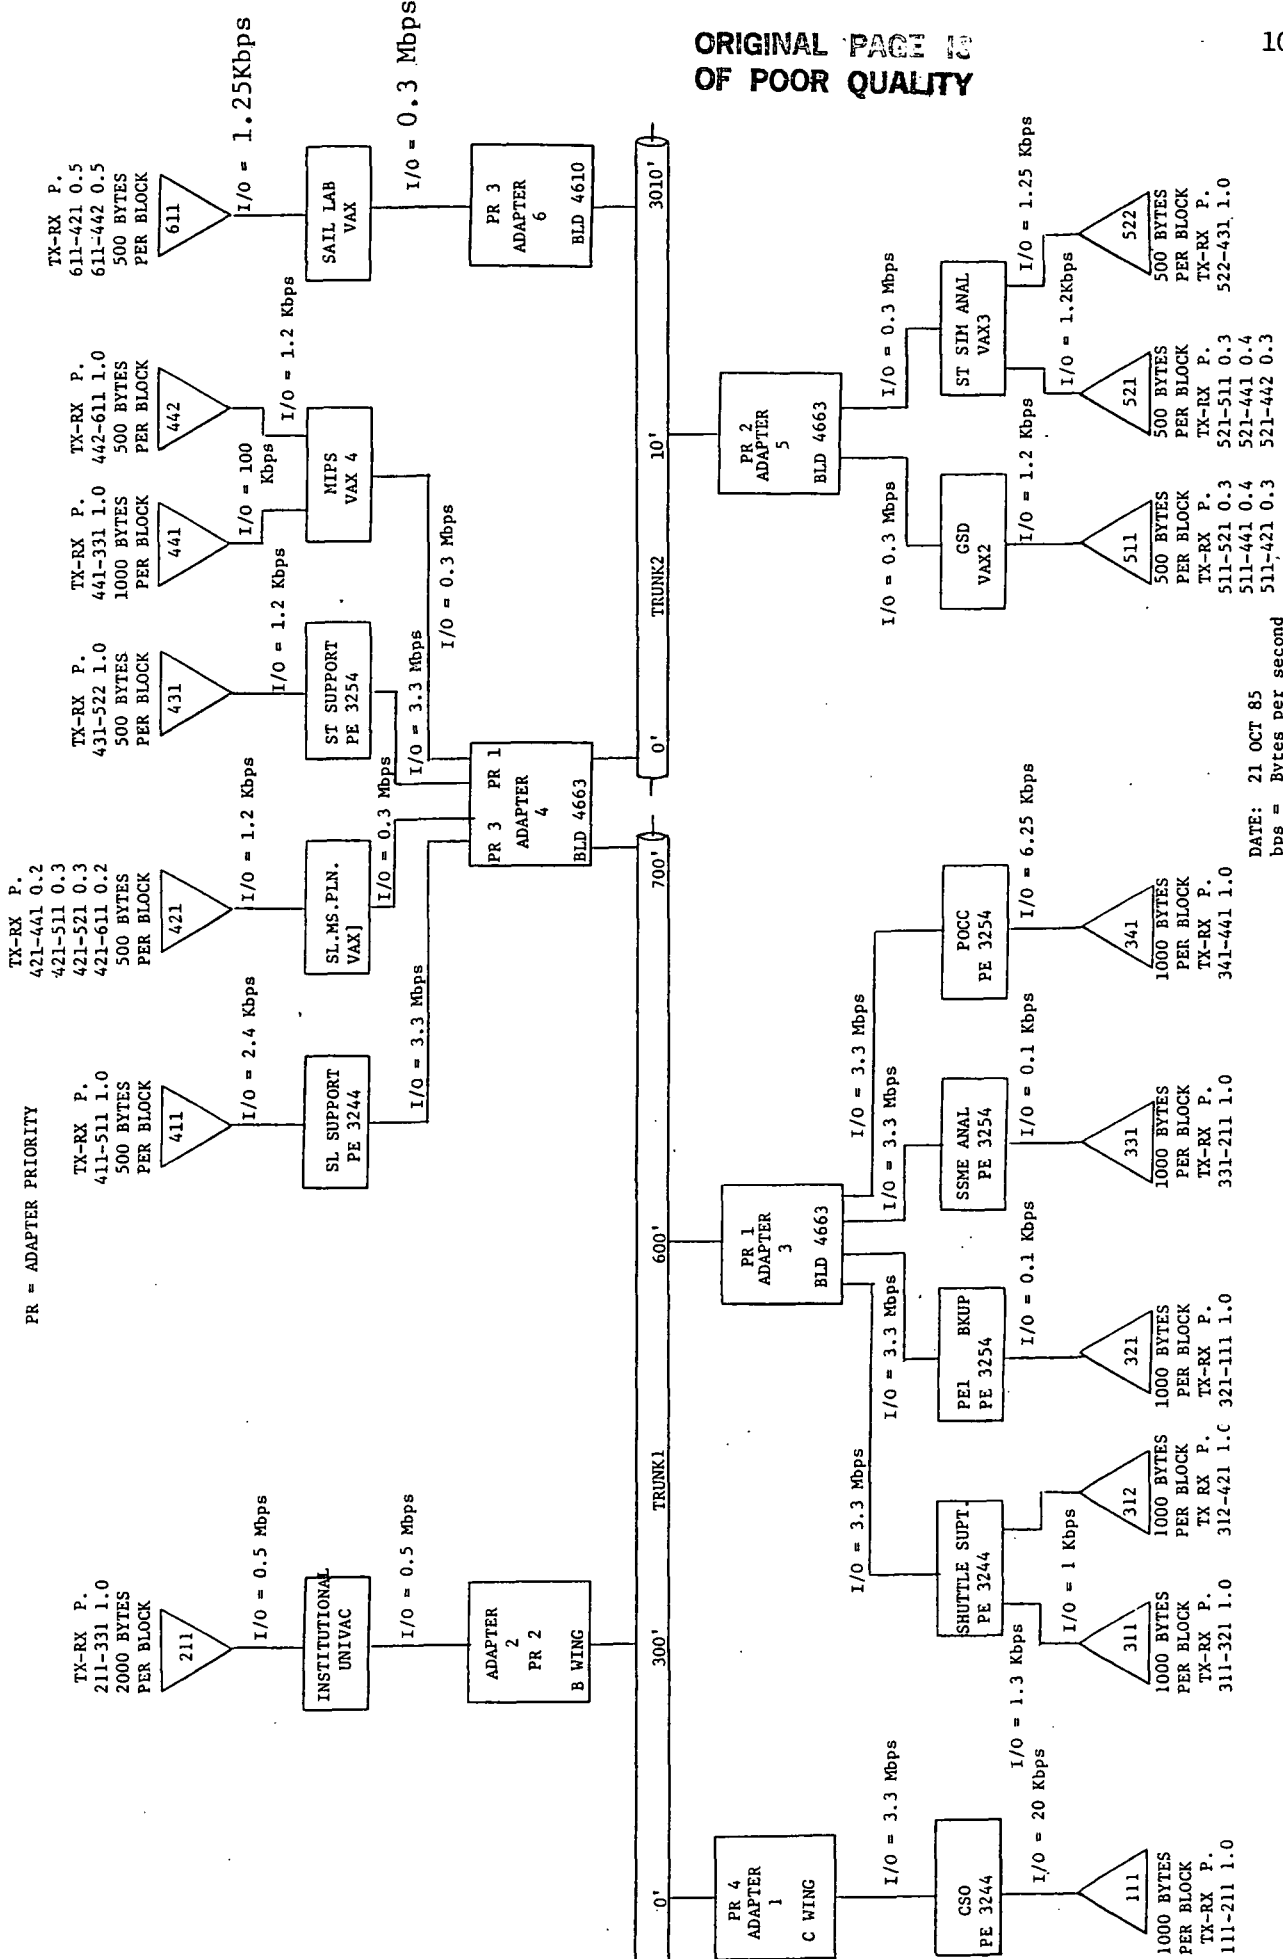 ORIGINAL PAGE IS
OF POOR QUALITY
10
PR = ADAPTER PRIORITY
TX-RX P.
211-331 1.0
2000 BYTES
PER BLOCK
211
I/O = 0.5 Mbps
INSTITUTIONAL
UNIVAC
I/O = 0.5 Mbps
ADAPTER
2
PR 2
B WING
TX-RX P.
411-511 1.0
500 BYTES
PER BLOCK
411
I/O = 2.4 Kbps
SL SUPPORT
PE 3244
I/O = 3.3 Mbps
TX-RX P.
421-441 0.2
421-511 0.3
421-521 0.3
421-611 0.2
500 BYTES
PER BLOCK
421
I/O = 1.2 Kbps
SL.MS.PLN.
VAX]
I/O = 0.3 Mbps
TX-RX P.
431-522 1.0
500 BYTES
PER BLOCK
431
I/O = 1.2 Kbps
ST SUPPORT
PE 3254
I/O = 3.3 Mbps
TX-RX P.
441-331 1.0
1000 BYTES
PER BLOCK
441
I/O = 100
Kbps
TX-RX P.
442-611 1.0
500 BYTES
PER BLOCK
442
I/O = 1.2 Kbps
MIPS
VAX 4
I/O = 0.3 Mbps
PR 3 PR 1
ADAPTER
4
BLD 4663
TX-RX P.
611-421 0.5
611-442 0.5
500 BYTES
PER BLOCK
611
I/O = 1.25Kbps
SAIL LAB
VAX
I/O = 0.3 Mbps
PR 3
ADAPTER
6
BLD 4610
0'
300'
TRUNK1
600'
700'
0'
TRUNK2
10'
3010'
PR 4
ADAPTER
1
C WING
I/O = 3.3 Mbps
CSO
PE 3244
I/O = 20 Kbps
111
1000 BYTES
PER BLOCK
TX-RX P.
111-211 1.0
PR 1
ADAPTER
3
BLD 4663
I/O = 3.3 Mbps
SHUTTLE SUPT.
PE 3244
I/O = 1.3 Kbps
311
1000 BYTES
PER BLOCK
TX-RX P.
311-321 1.0
I/O = 1 Kbps
312
1000 BYTES
PER BLOCK
TX RX P.
312-421 1.0
I/O = 3.3 Mbps
PE1 BKUP
PE 3254
I/O = 0.1 Kbps
321
1000 BYTES
PER BLOCK
TX-RX P.
321-111 1.0
I/O = 3.3 Mbps
SSME ANAL
PE 3254
I/O = 0.1 Kbps
331
1000 BYTES
PER BLOCK
TX-RX P.
331-211 1.0
I/O = 3.3 Mbps
POCC
PE 3254
I/O = 6.25 Kbps
341
1000 BYTES
PER BLOCK
TX-RX P.
341-441 1.0
PR 2
ADAPTER
5
BLD 4663
I/O = 0.3 Mbps
GSD
VAX2
I/O = 1.2 Kbps
511
500 BYTES
PER BLOCK
TX-RX P.
511-521 0.3
511-441 0.4
511-421 0.3
I/O = 0.3 Mbps
ST SIM ANAL
VAX3
I/O = 1.2Kbps
521
500 BYTES
PER BLOCK
TX-RX P.
521-511 0.3
521-441 0.4
521-442 0.3
I/O = 1.25 Kbps
522
500 BYTES
PER BLOCK
TX-RX P.
522-431 1.0
DATE: 21 OCT 85
bps = Bytes per second